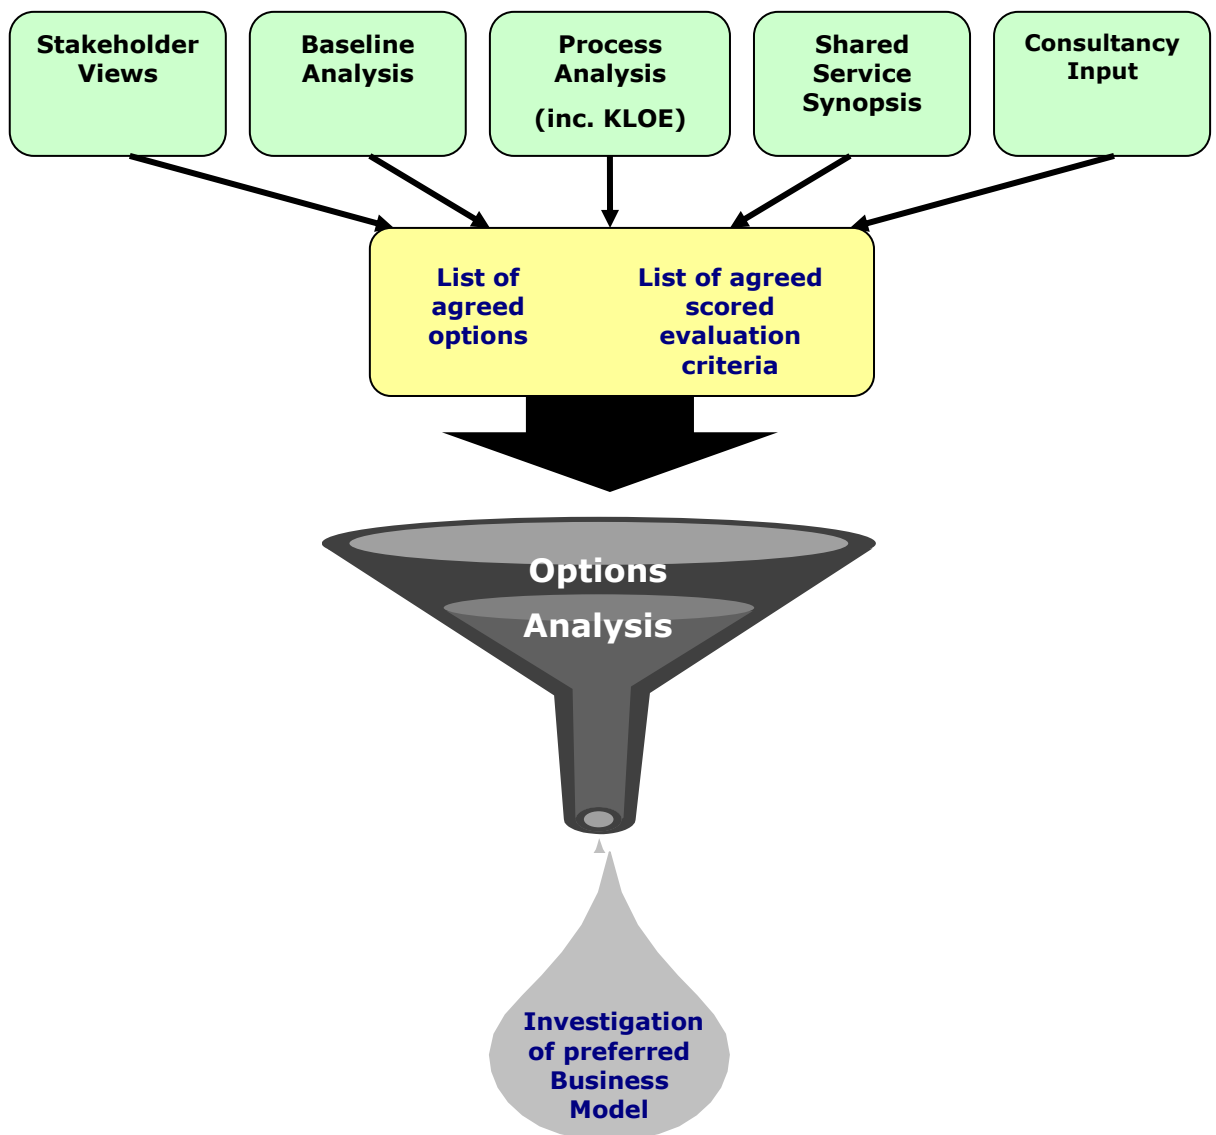 Stakeholder
Views
Baseline
Analysis
Process
Analysis
(inc. KLOE)
Shared
Service
Synopsis
Consultancy
Input
List of
agreed
options
List of agreed
scored
evaluation
criteria
Options
Analysis
Investigation
of preferred
Business
Model